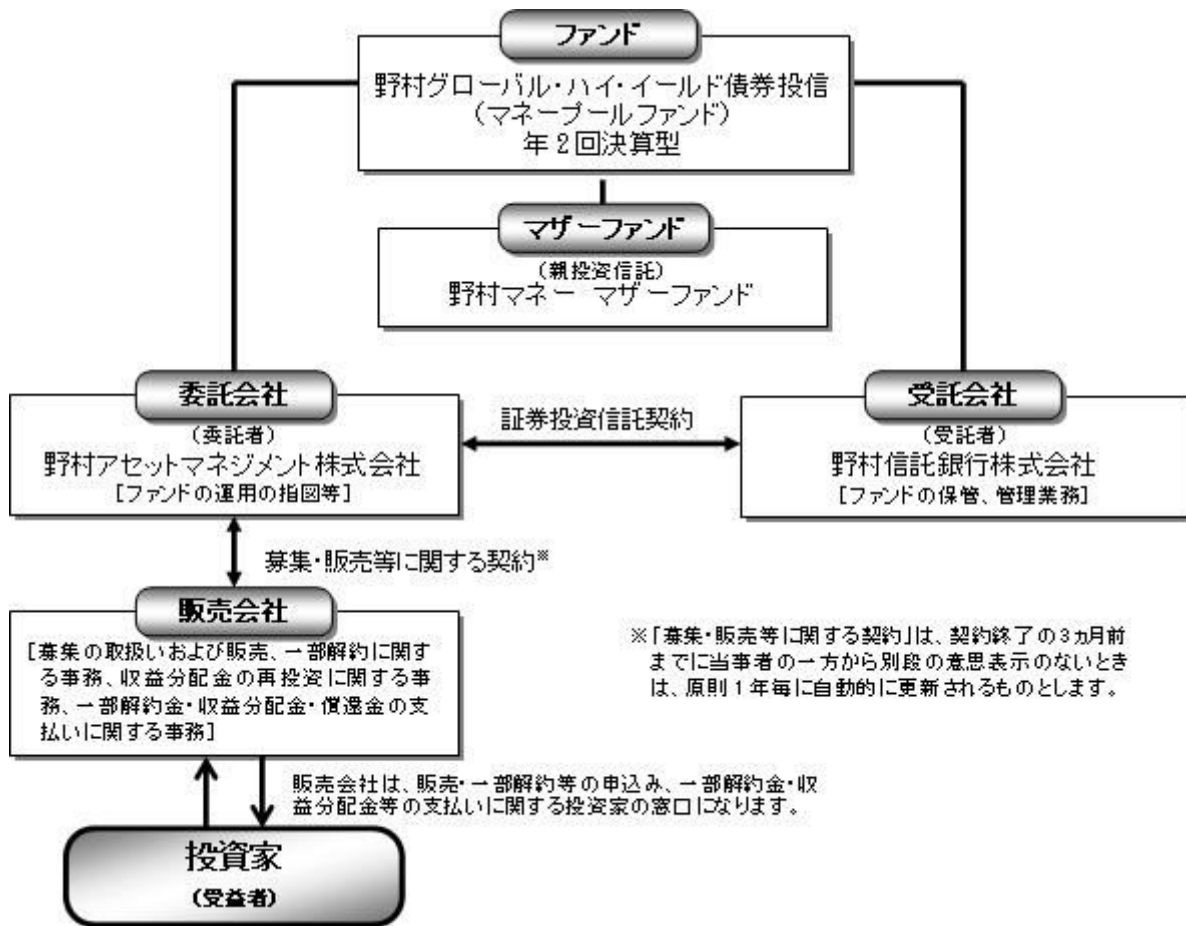 ファンド
野村グローバル・ハイ・イールド債券投信
(マネープールファンド)
年2回決算型
マザーファンド
(親投資信託)
野村マネー マザーファンド
委託会社
(委託者)
野村アセットマネジメント株式会社
[ファンドの運用の指図等]
証券投資信託契約
受託会社
(受託者)
野村信託銀行株式会社
[ファンドの保管、管理業務]
募集・販売等に関する契約※
販売会社
[募集の取扱いおよび販売、一部解約に関す
る事務、収益分配金の再投資に関する事
務、一部解約金・収益分配金・償還金の支
払いに関する事務]
※「募集・販売等に関する契約」は、契約終了の3ヵ月前
までに当事者の一方から別段の意思表示のないとき
は、原則1年毎に自動的に更新されるものとします。
販売会社は、販売・一部解約等の申込み、一部解約金・収
益分配金等の支払いに関する投資家の窓口になります。
投資家
(受益者)